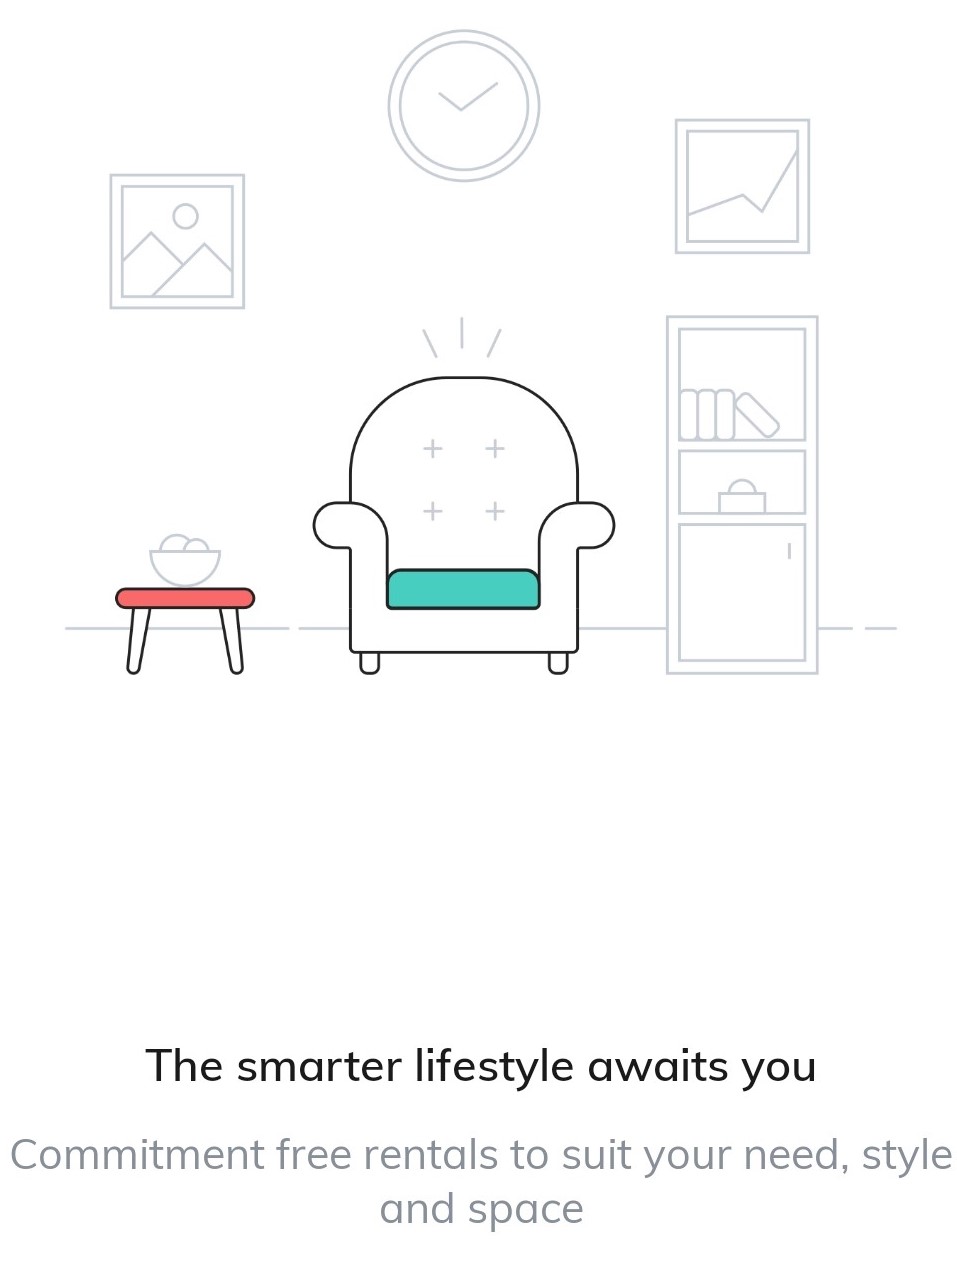 The smarter lifestyle awaits you
Commitment free rentals to suit your need, style
and space